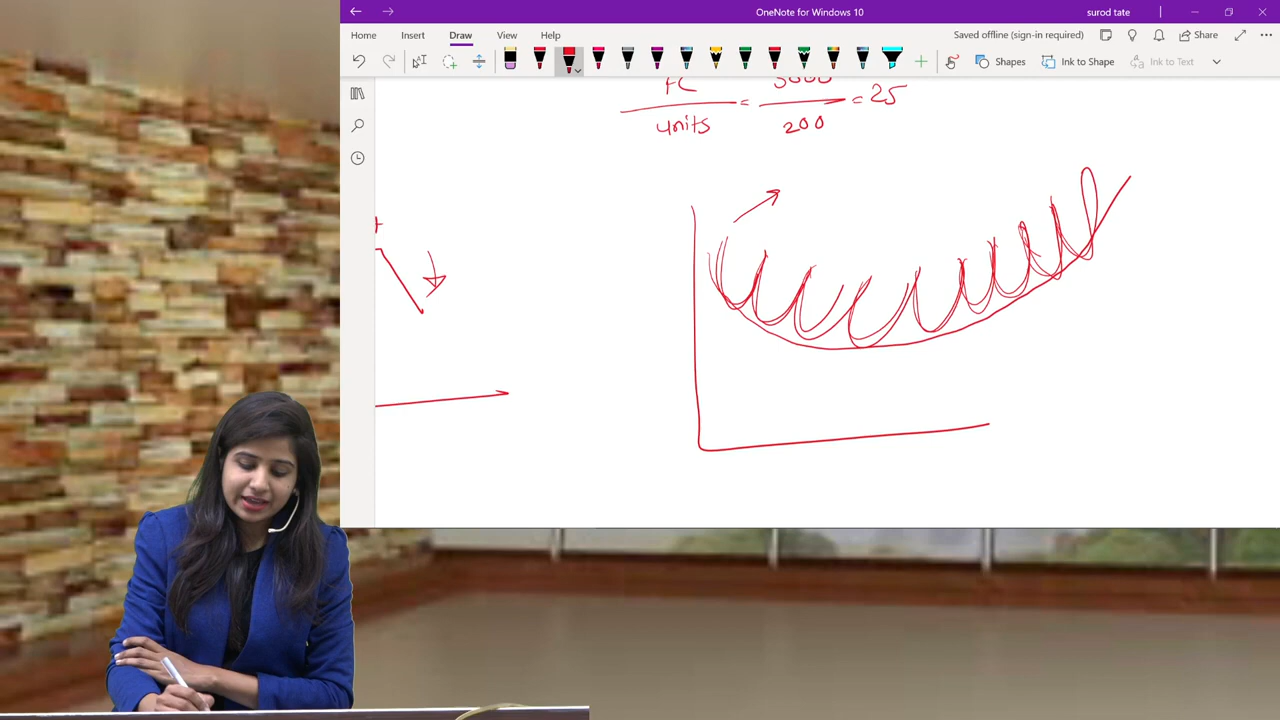 OneNote for Windows 10
surod tate
Home Insert Draw View Help
Saved offline (sign-in required)
Share
Shapes Ink to Shape Ink to Text
FC / units = 5000 / 200 = 25